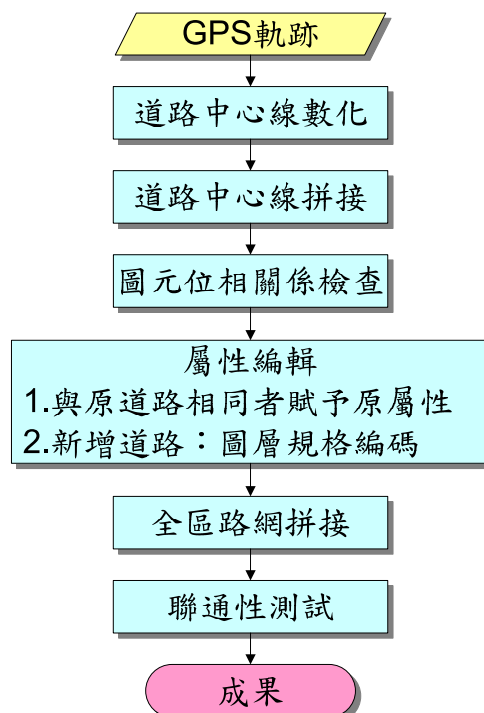 GPS軌跡
道路中心線數化
道路中心線拼接
圖元位相關係檢查
屬性編輯
1.與原道路相同者賦予原屬性
2.新增道路：圖層規格編碼
全區路網拼接
聯通性測試
成果